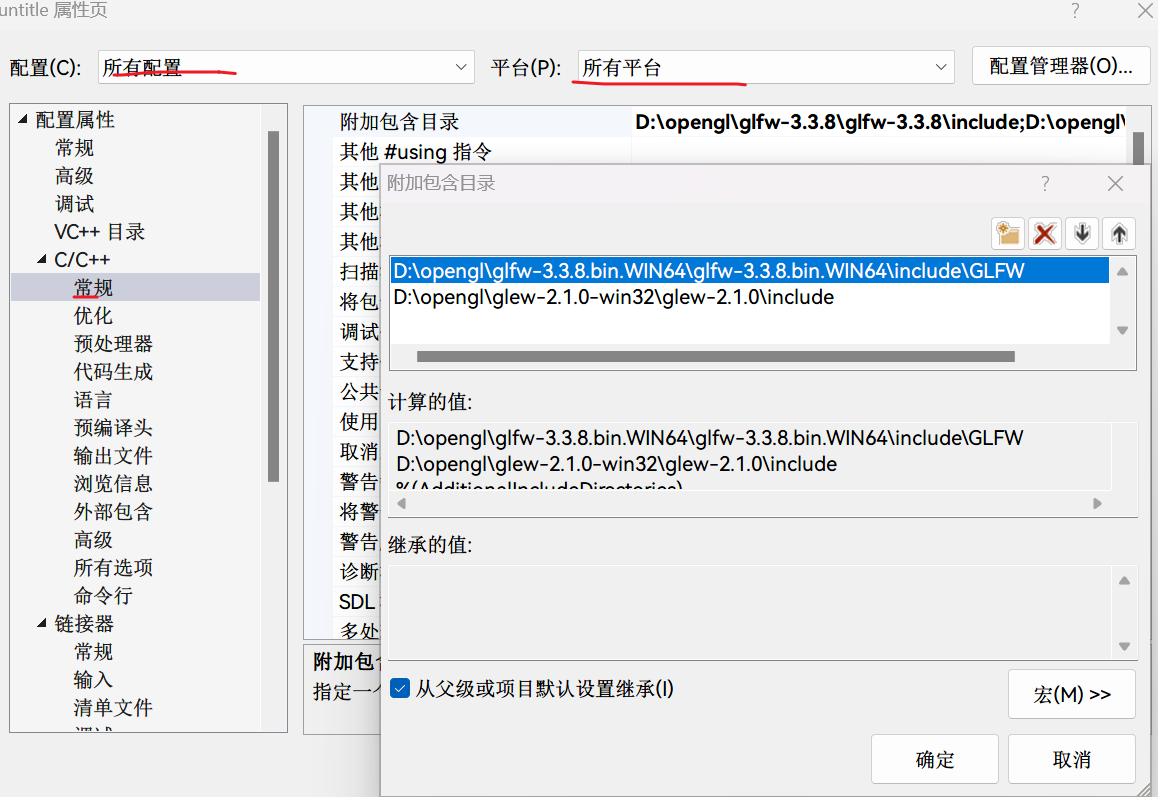 untitle 属性页
配置(C): 所有配置 平台(P): 所有平台 配置管理器(O)...
配置属性
常规
高级
调试
VC++ 目录
C/C++
常规
优化
预处理器
代码生成
语言
预编译头
输出文件
浏览信息
外部包含
高级
所有选项
命令行
链接器
常规
输入
清单文件
附加包含目录 D:\opengl\glfw-3.3.8\glfw-3.3.8\include;D:\opengl\
其他 #using 指令
其他
其他
其他
扫描
将包
调试
支持
公共
使用
取消
警告
将警
警告
诊断
SDL
多处
附加包含
指定一个
附加包含目录
D:\opengl\glfw-3.3.8.bin.WIN64\glfw-3.3.8.bin.WIN64\include\GLFW
D:\opengl\glew-2.1.0-win32\glew-2.1.0\include
计算的值:
D:\opengl\glfw-3.3.8.bin.WIN64\glfw-3.3.8.bin.WIN64\include\GLFW
D:\opengl\glew-2.1.0-win32\glew-2.1.0\include
%(AdditionalIncludeDirectories)
继承的值:
从父级或项目默认设置继承(I)
宏(M) >>
确定 取消